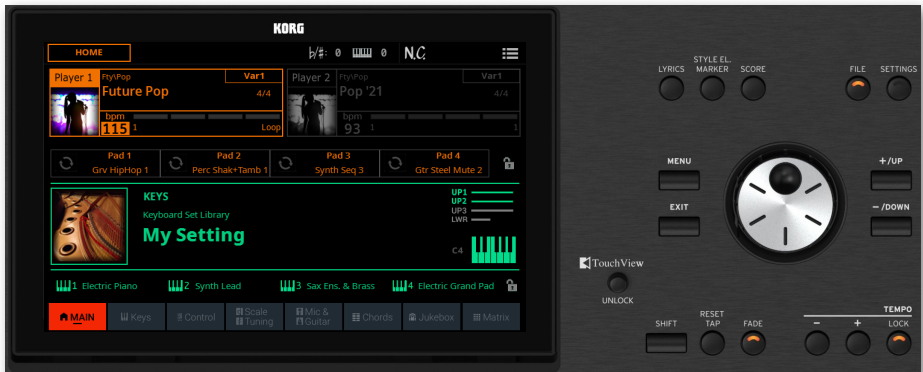 KORG
HOME
♭/♯: 0 0 N.C.
Player 1 Fty\Pop Var1
Future Pop 4/4
bpm
115 1 Loop
Player 2 Fty\Pop Var1
Pop '21 4/4
bpm
93 1 1
Pad 1
Grv HipHop 1
Pad 2
Perc Shak+Tamb 1
Pad 3
Synth Seq 3
Pad 4
Gtr Steel Mute 2
KEYS
Keyboard Set Library
My Setting
UP1
UP2
UP3
LWR
C4
1 Electric Piano
2 Synth Lead
3 Sax Ens. & Brass
4 Electric Grand Pad
MAIN
Keys
Control
Scale
Tuning
Mic &
Guitar
Chords
Jukebox
Matrix
LYRICS
STYLE EL.
MARKER
SCORE
FILE
SETTINGS
MENU
EXIT
+/UP
−/DOWN
TouchView
UNLOCK
SHIFT
RESET
TAP
FADE
TEMPO
−
+
LOCK